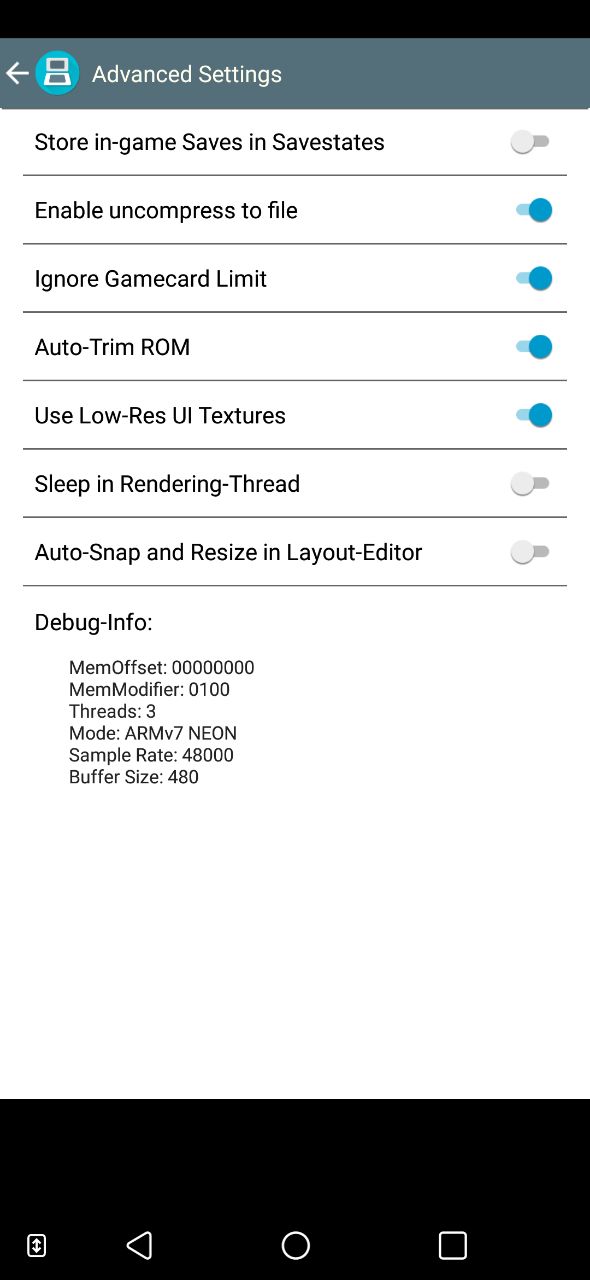 Advanced Settings
Store in-game Saves in Savestates
Enable uncompress to file
Ignore Gamecard Limit
Auto-Trim ROM
Use Low-Res UI Textures
Sleep in Rendering-Thread
Auto-Snap and Resize in Layout-Editor
Debug-Info:
MemOffset: 00000000
MemModifier: 0100
Threads: 3
Mode: ARMv7 NEON
Sample Rate: 48000
Buffer Size: 480